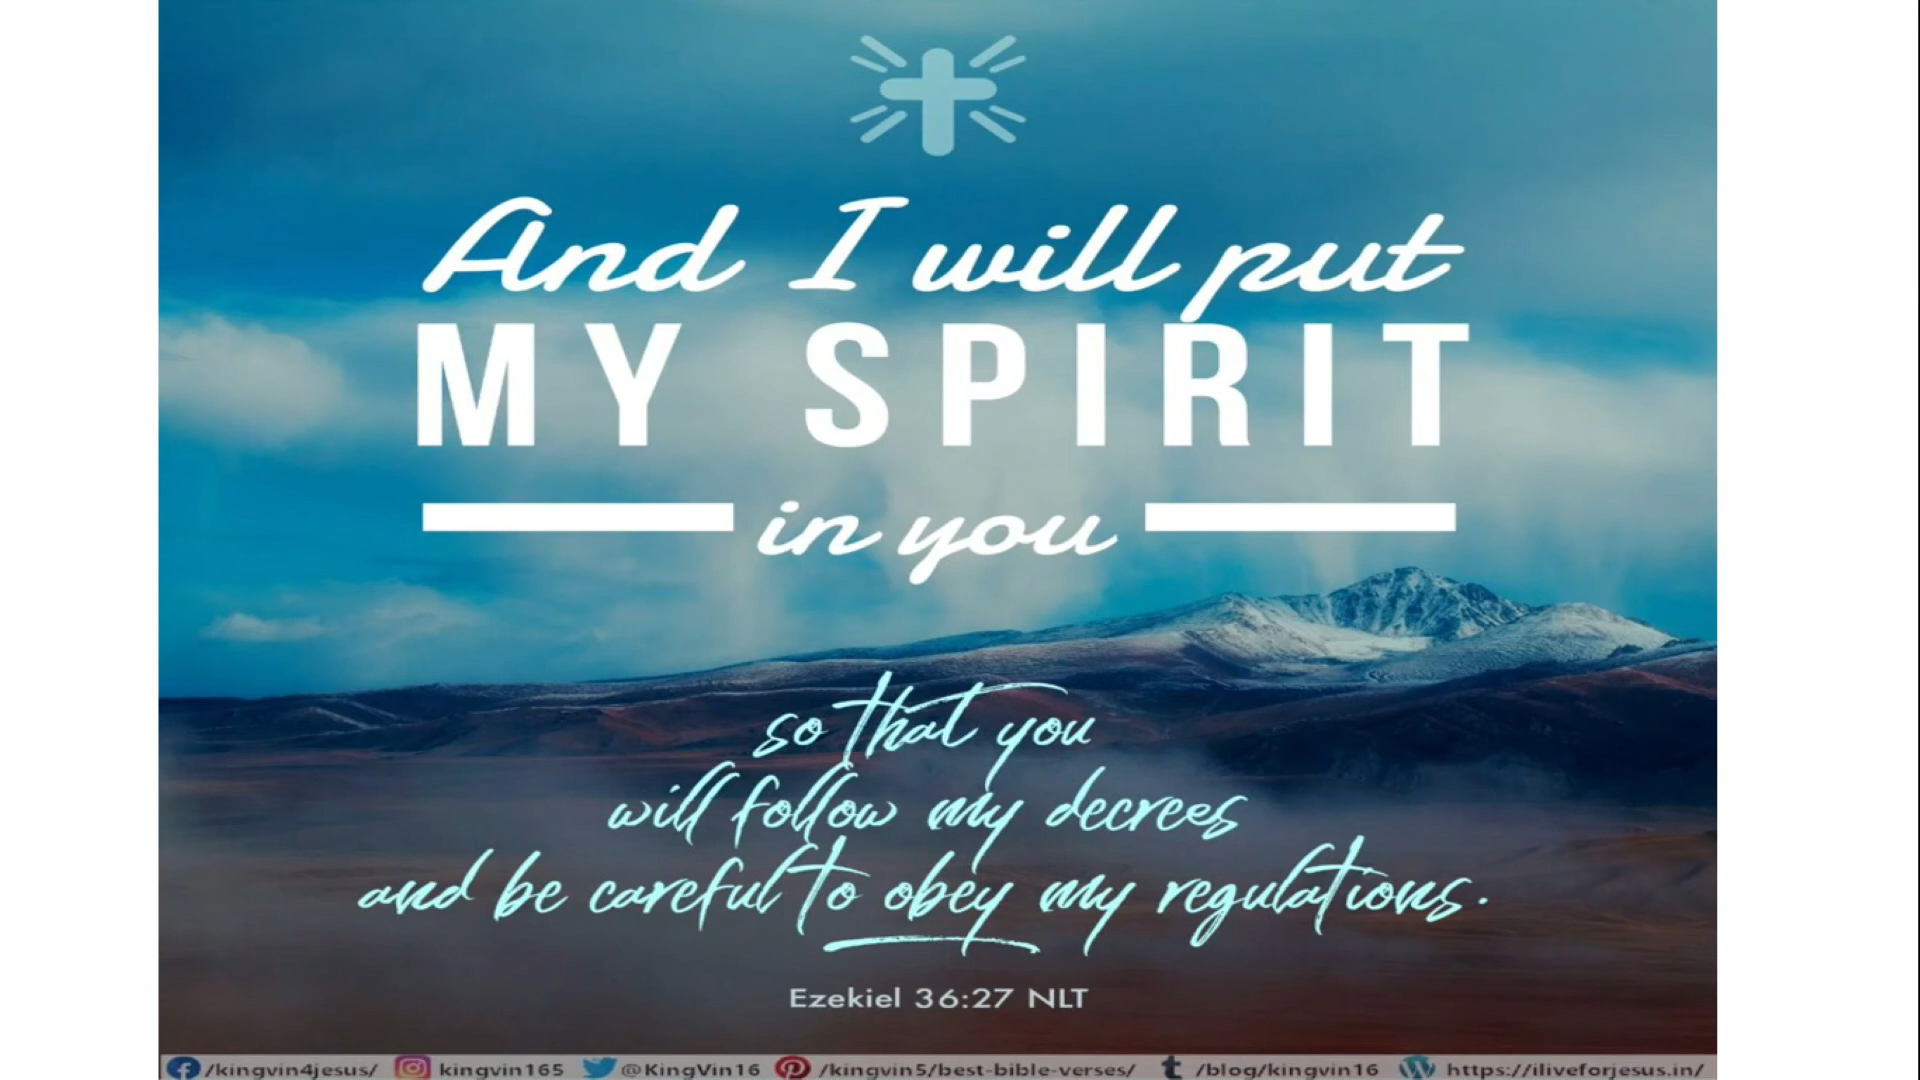 And I will put
MY SPIRIT
in you
so that you
will follow my decrees
and be careful to obey my regulations.
Ezekiel 36:27 NLT
/kingvin4jesus/ kingvin165 @KingVin16 /kingvin5/best-bible-verses/ /blog/kingvin16 https://iliveforjesus.in/